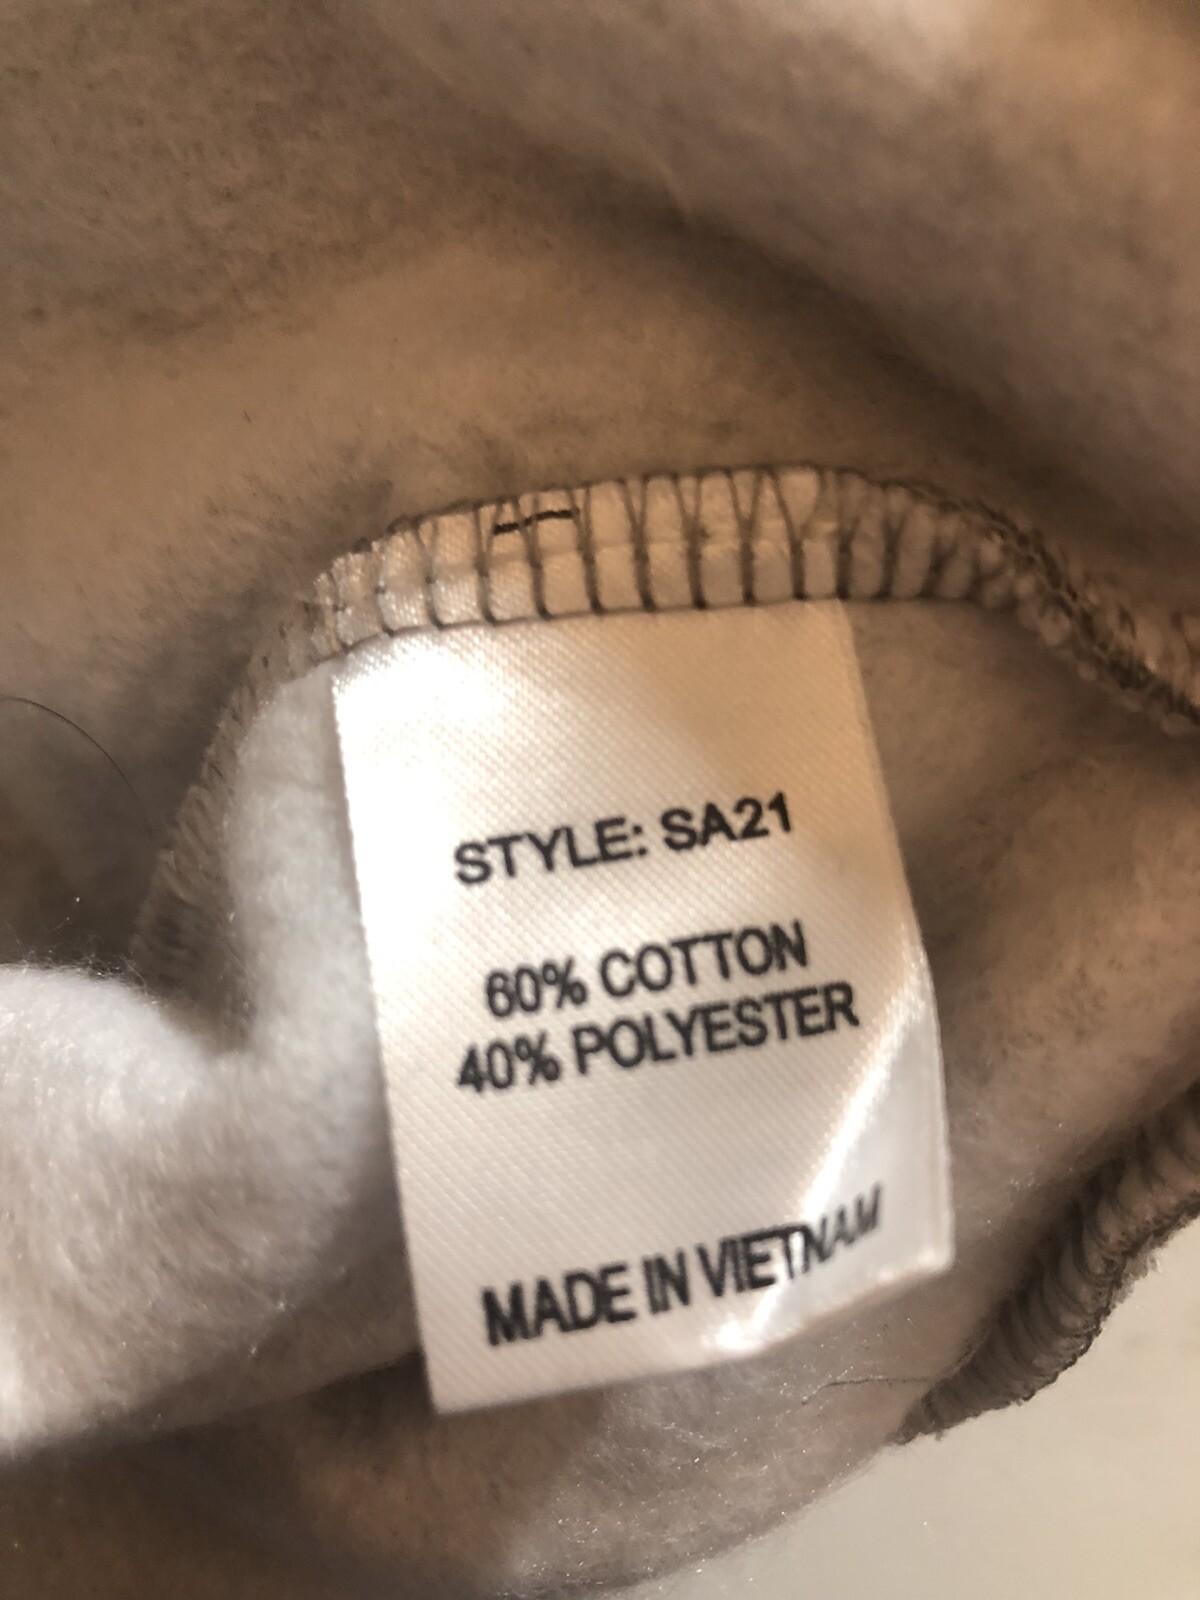 STYLE: SA21
60% COTTON
40% POLYESTER
MADE IN VIETNAM